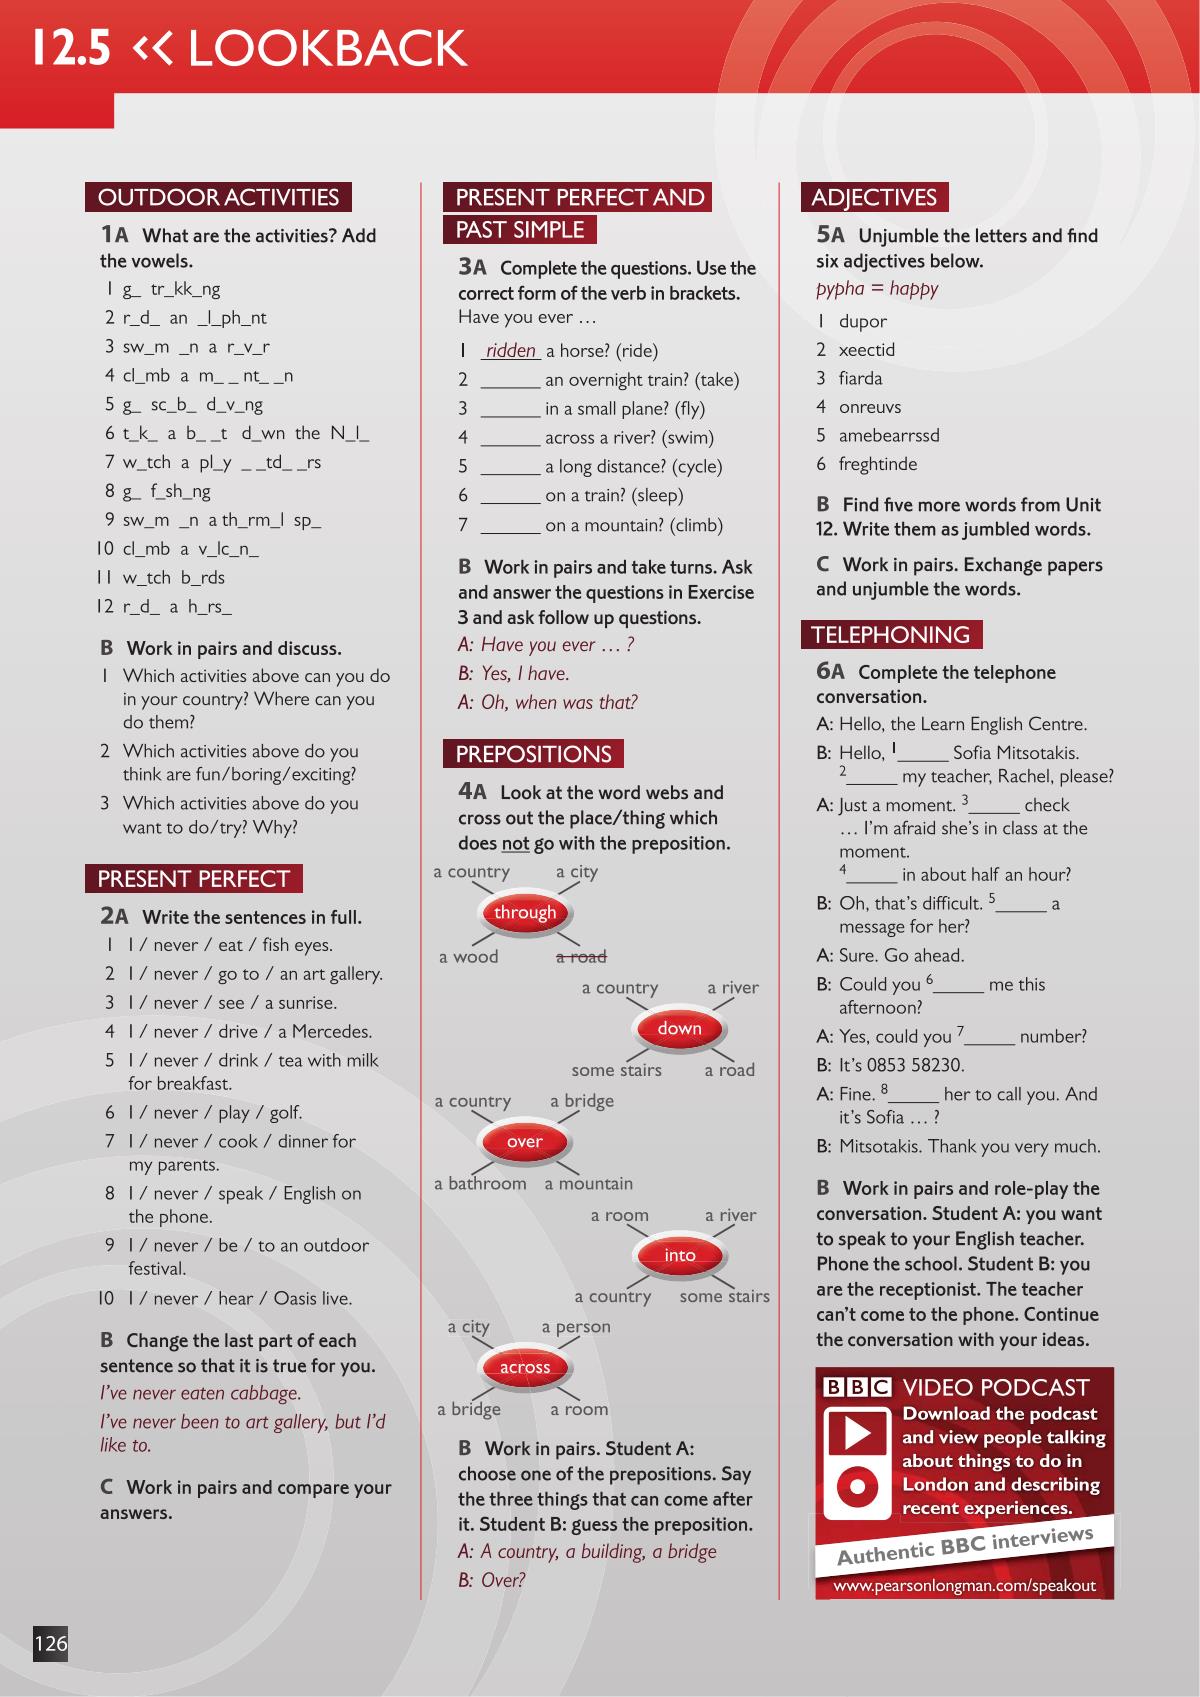 12.5 << LOOKBACK
OUTDOOR ACTIVITIES
1A What are the activities? Add
the vowels.
1 g_ tr_kk_ng
2 r_d_ an _l_ph_nt
3 sw_m _n a r_v_r
4 cl_mb a m_ _ nt_ _n
5 g_ sc_b_ d_v_ng
6 t_k_ a b_ _t d_wn the N_l_
7 w_tch a pl_y _ _td_ _rs
8 g_ f_sh_ng
9 sw_m _n a th_rm_l sp_
10 cl_mb a v_lc_n_
11 w_tch b_rds
12 r_d_ a h_rs_
B Work in pairs and discuss.
1 Which activities above can you do
in your country? Where can you
do them?
2 Which activities above do you
think are fun/boring/exciting?
3 Which activities above do you
want to do/try? Why?
PRESENT PERFECT
2A Write the sentences in full.
1 I / never / eat / fish eyes.
2 I / never / go to / an art gallery.
3 I / never / see / a sunrise.
4 I / never / drive / a Mercedes.
5 I / never / drink / tea with milk
for breakfast.
6 I / never / play / golf.
7 I / never / cook / dinner for
my parents.
8 I / never / speak / English on
the phone.
9 I / never / be / to an outdoor
festival.
10 I / never / hear / Oasis live.
B Change the last part of each
sentence so that it is true for you.
I've never eaten cabbage.
I've never been to art gallery, but I'd
like to.
C Work in pairs and compare your
answers.
PRESENT PERFECT AND
PAST SIMPLE
3A Complete the questions. Use the
correct form of the verb in brackets.
Have you ever …
1 ridden a horse? (ride)
2 ______ an overnight train? (take)
3 ______ in a small plane? (fly)
4 ______ across a river? (swim)
5 ______ a long distance? (cycle)
6 ______ on a train? (sleep)
7 ______ on a mountain? (climb)
B Work in pairs and take turns. Ask
and answer the questions in Exercise
3 and ask follow up questions.
A: Have you ever … ?
B: Yes, I have.
A: Oh, when was that?
PREPOSITIONS
4A Look at the word webs and
cross out the place/thing which
does not go with the preposition.
a country a city
through
a wood a road
a country a river
down
some stairs a road
a country a bridge
over
a bathroom a mountain
a room a river
into
a country some stairs
a city a person
across
a bridge a room
B Work in pairs. Student A:
choose one of the prepositions. Say
the three things that can come after
it. Student B: guess the preposition.
A: A country, a building, a bridge
B: Over?
ADJECTIVES
5A Unjumble the letters and find
six adjectives below.
pypha = happy
1 dupor
2 xeectid
3 fiarda
4 onreuvs
5 amebearrssd
6 freghtinde
B Find five more words from Unit
12. Write them as jumbled words.
C Work in pairs. Exchange papers
and unjumble the words.
TELEPHONING
6A Complete the telephone
conversation.
A: Hello, the Learn English Centre.
B: Hello, 1_____ Sofia Mitsotakis.
2_____ my teacher, Rachel, please?
A: Just a moment. 3_____ check
… I'm afraid she's in class at the
moment.
4_____ in about half an hour?
B: Oh, that's difficult. 5_____ a
message for her?
A: Sure. Go ahead.
B: Could you 6_____ me this
afternoon?
A: Yes, could you 7_____ number?
B: It's 0853 58230.
A: Fine. 8_____ her to call you. And
it's Sofia … ?
B: Mitsotakis. Thank you very much.
B Work in pairs and role-play the
conversation. Student A: you want
to speak to your English teacher.
Phone the school. Student B: you
are the receptionist. The teacher
can't come to the phone. Continue
the conversation with your ideas.
BBC VIDEO PODCAST
Download the podcast
and view people talking
about things to do in
London and describing
recent experiences.
Authentic BBC interviews
www.pearsonlongman.com/speakout
126